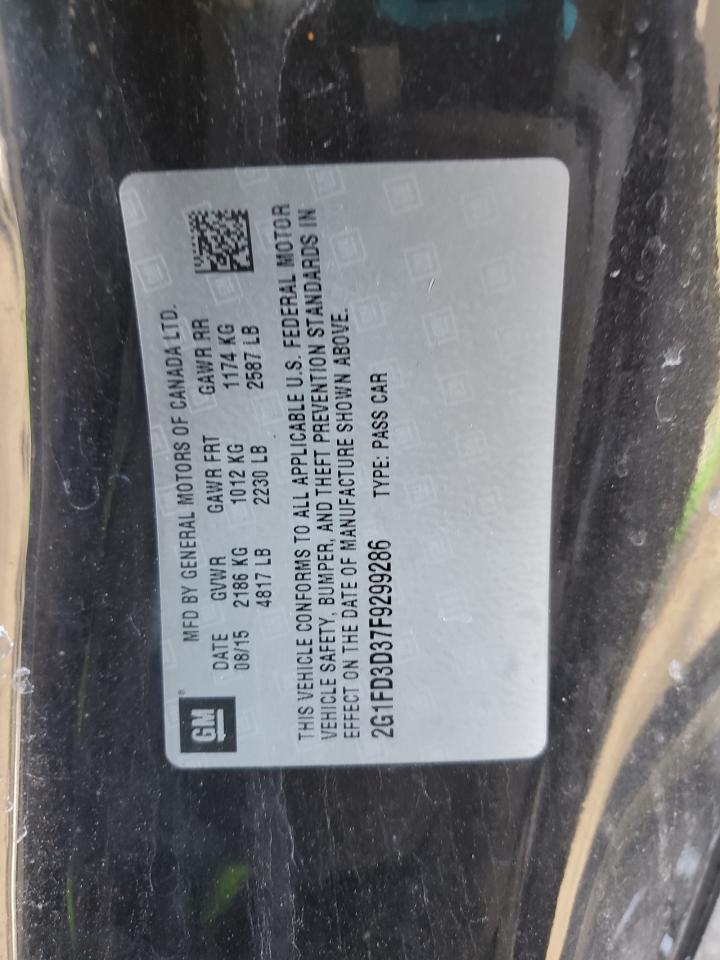 GM®
MFD BY GENERAL MOTORS OF CANADA LTD.
DATE GVWR GAWR FRT GAWR RR
08/15 2186 KG 1012 KG 1174 KG
4817 LB 2230 LB 2587 LB
THIS VEHICLE CONFORMS TO ALL APPLICABLE U.S. FEDERAL MOTOR
VEHICLE SAFETY, BUMPER, AND THEFT PREVENTION STANDARDS IN
EFFECT ON THE DATE OF MANUFACTURE SHOWN ABOVE.
2G1FD3D37F9299286 TYPE: PASS CAR